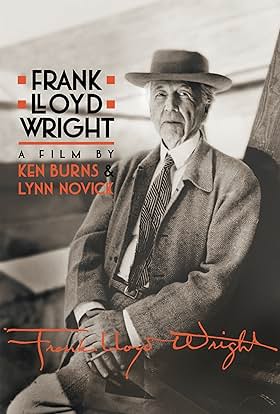 FRANK
LLOYD
WRIGHT
A FILM BY
KEN BURNS &
LYNN NOVICK
Frank Lloyd Wright